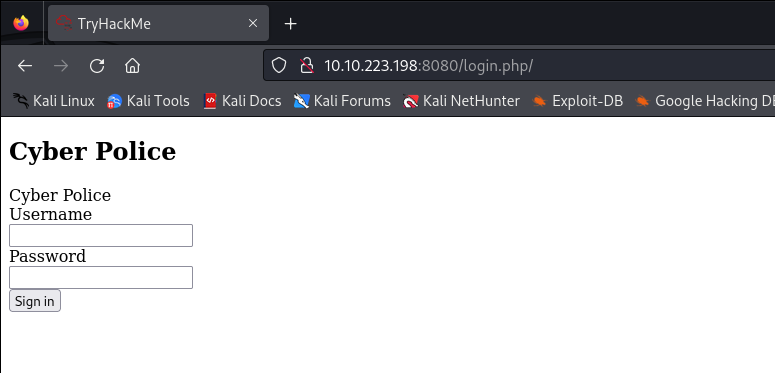 TryHackMe
10.10.223.198:8080/login.php/
Kali Linux Kali Tools Kali Docs Kali Forums Kali NetHunter Exploit-DB Google Hacking DB
Cyber Police
Cyber Police
Username
Password
Sign in